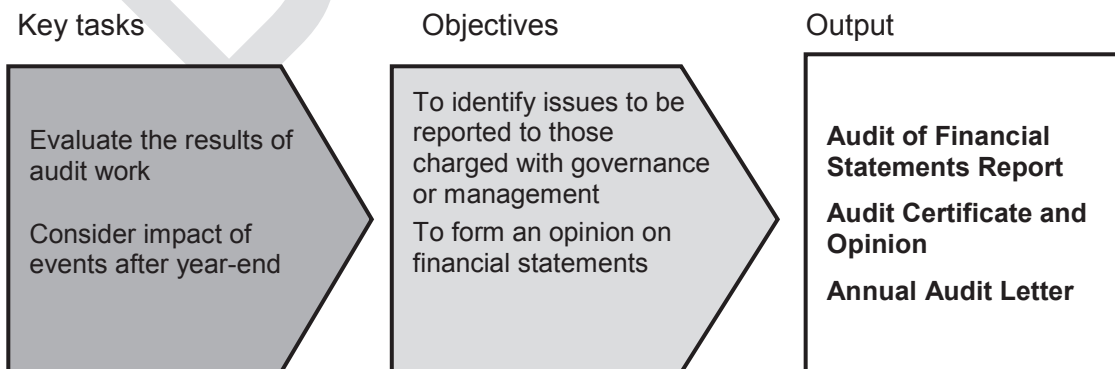 Key tasks
Objectives
Output
Evaluate the results of
audit work
Consider impact of
events after year-end
To identify issues to be
reported to those
charged with governance
or management
To form an opinion on
financial statements
Audit of Financial
Statements Report
Audit Certificate and
Opinion
Annual Audit Letter